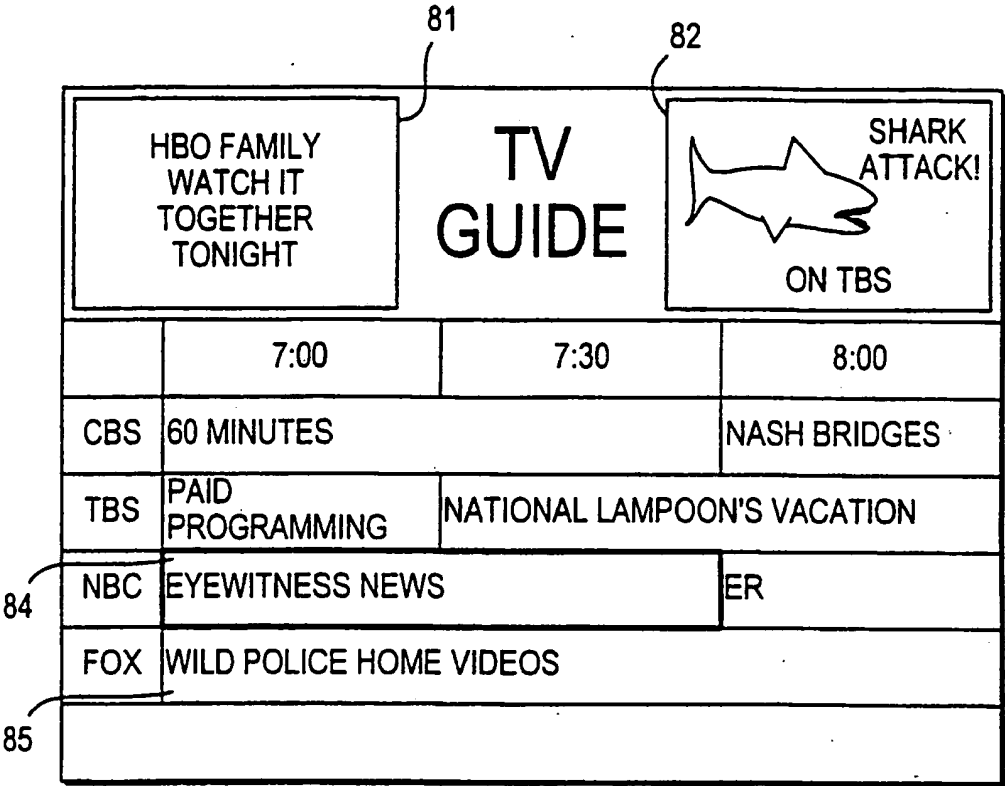 81
82
HBO FAMILY
WATCH IT
TOGETHER
TONIGHT
TV
GUIDE
SHARK
ATTACK!
ON TBS
7:00 7:30 8:00
CBS 60 MINUTES NASH BRIDGES
TBS PAID
PROGRAMMING NATIONAL LAMPOON'S VACATION
84
NBC EYEWITNESS NEWS ER
FOX WILD POLICE HOME VIDEOS
85